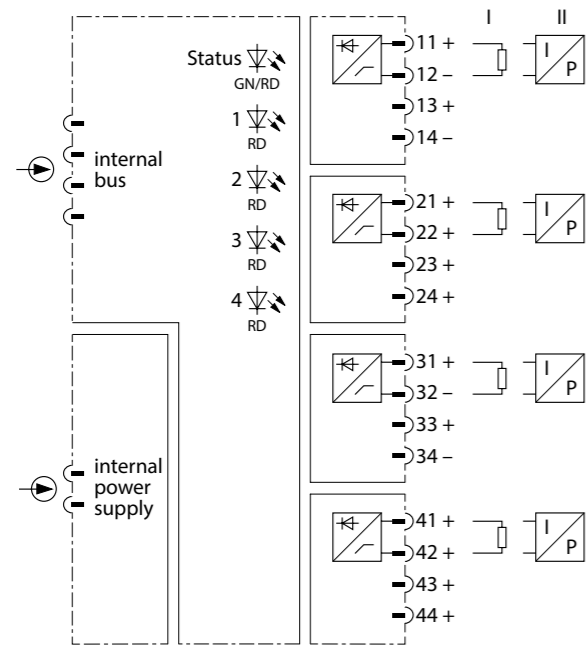 I II
Status
GN/RD
1
RD
2
RD
3
RD
4
RD
internal
bus
internal
power
supply
11 +
12 –
13 +
14 –
I
P
21 +
22 +
23 +
24 +
I
P
31 +
32 –
33 +
34 –
I
P
41 +
42 +
43 +
44 +
I
P